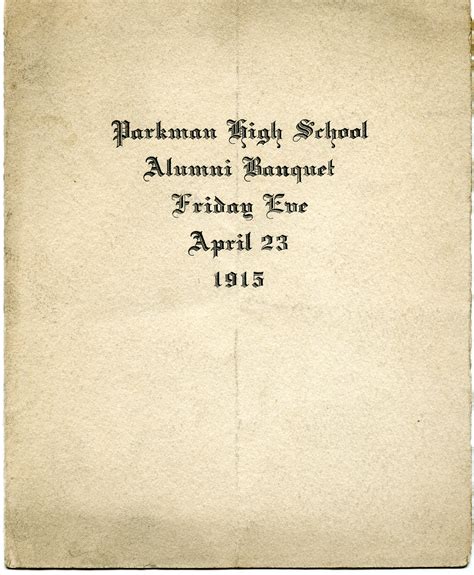 Parkman High School
Alumni Banquet
Friday Eve
April 23
1915